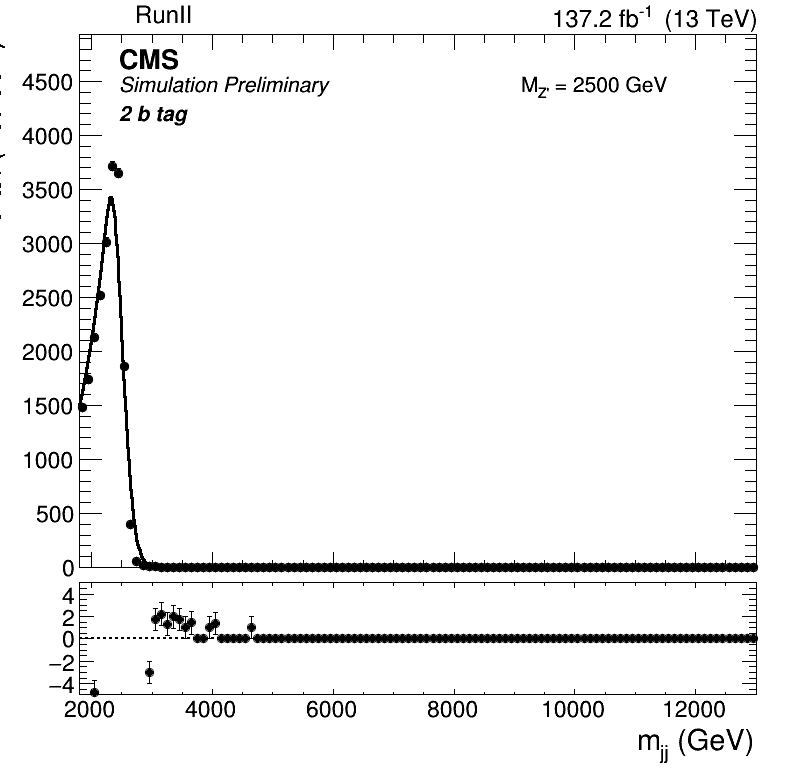 RunII
137.2 fb-1 (13 TeV)
CMS
Simulation Preliminary
2 b tag
MZ' = 2500 GeV
4500
4000
3500
3000
2500
2000
1500
1000
500
0
4
2
0
−2
−4
2000 4000 6000 8000 10000 12000
mjj (GeV)